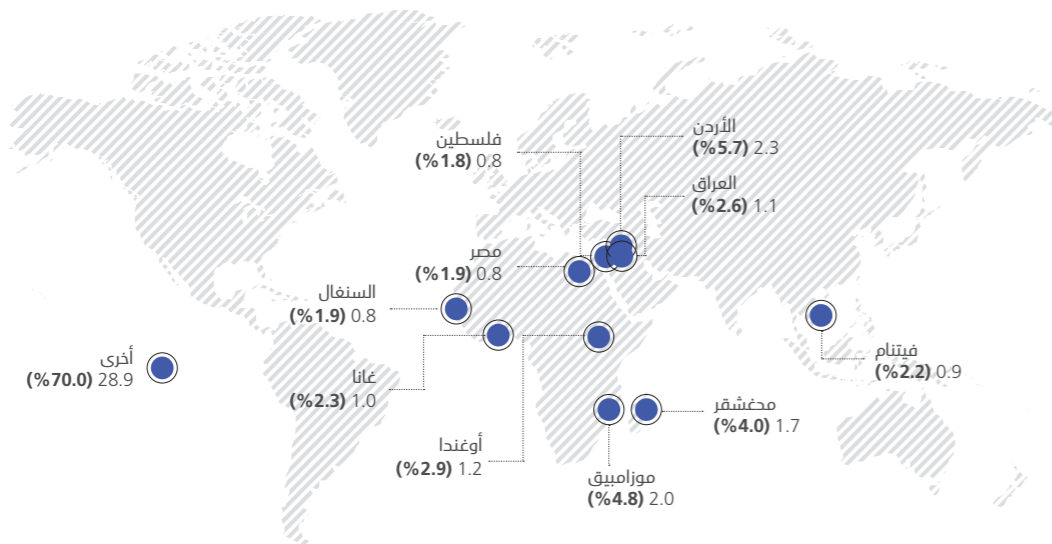 الأردن
2.3 (%5.7)
فلسطين
0.8 (%1.8)
العراق
1.1 (%2.6)
مصر
0.8 (%1.9)
السنغال
0.8 (%1.9)
فيتنام
0.9 (%2.2)
أخرى
28.9 (%70.0)
غانا
1.0 (%2.3)
مدغشقر
1.7 (%4.0)
أوغندا
1.2 (%2.9)
موزامبيق
2.0 (%4.8)